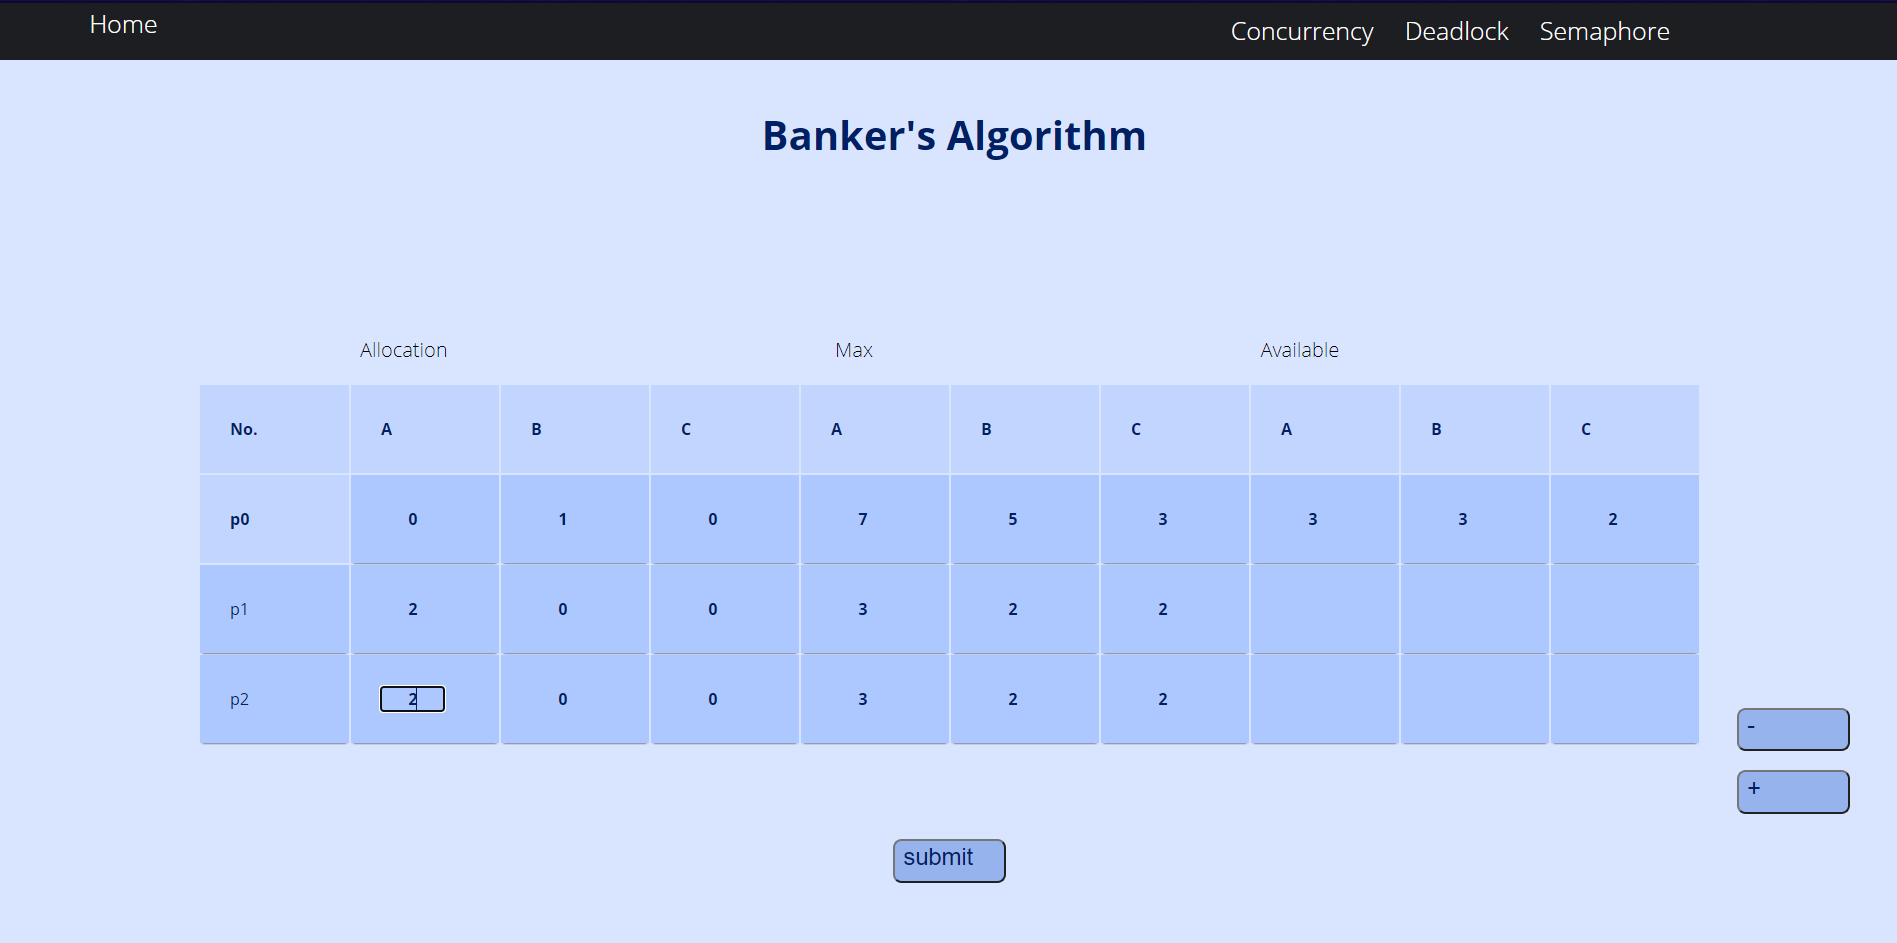 Home Concurrency Deadlock Semaphore
Banker's Algorithm
Allocation Max Available
No. A B C A B C A B C
p0 0 1 0 7 5 3 3 3 2
p1 2 0 0 3 2 2
p2 2 0 0 3 2 2
-
+
submit